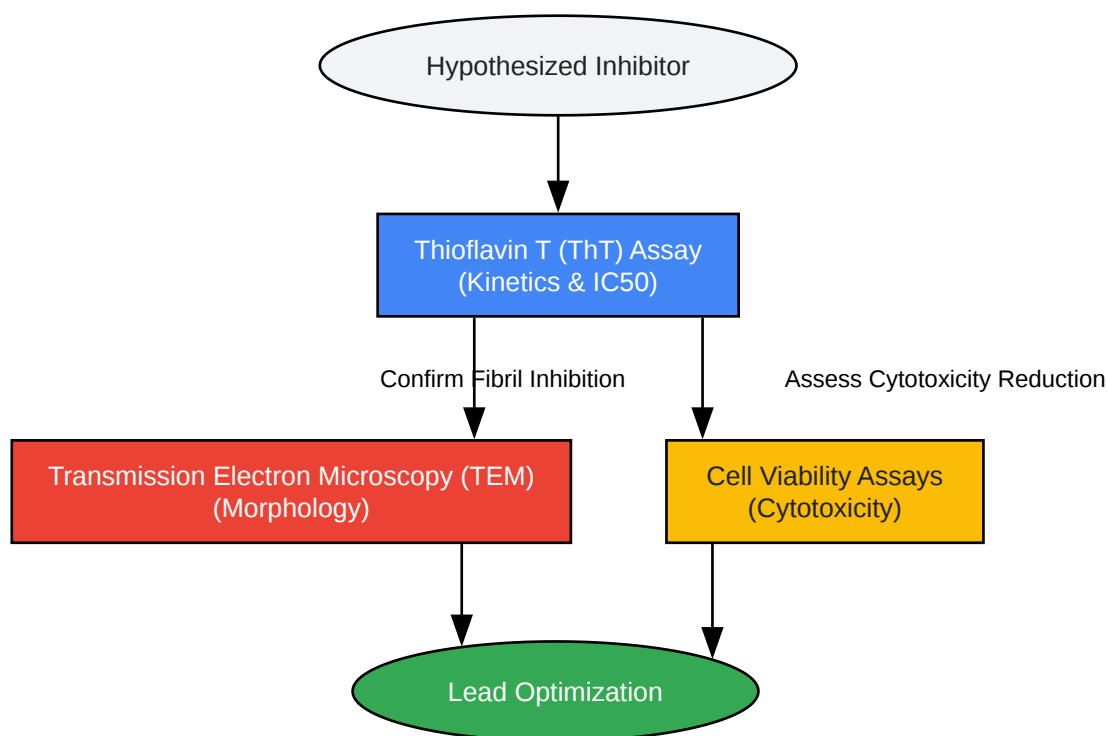 Hypothesized Inhibitor
Thioflavin T (ThT) Assay
(Kinetics & IC50)
Confirm Fibril Inhibition
Assess Cytotoxicity Reduction
Transmission Electron Microscopy (TEM)
(Morphology)
Cell Viability Assays
(Cytotoxicity)
Lead Optimization